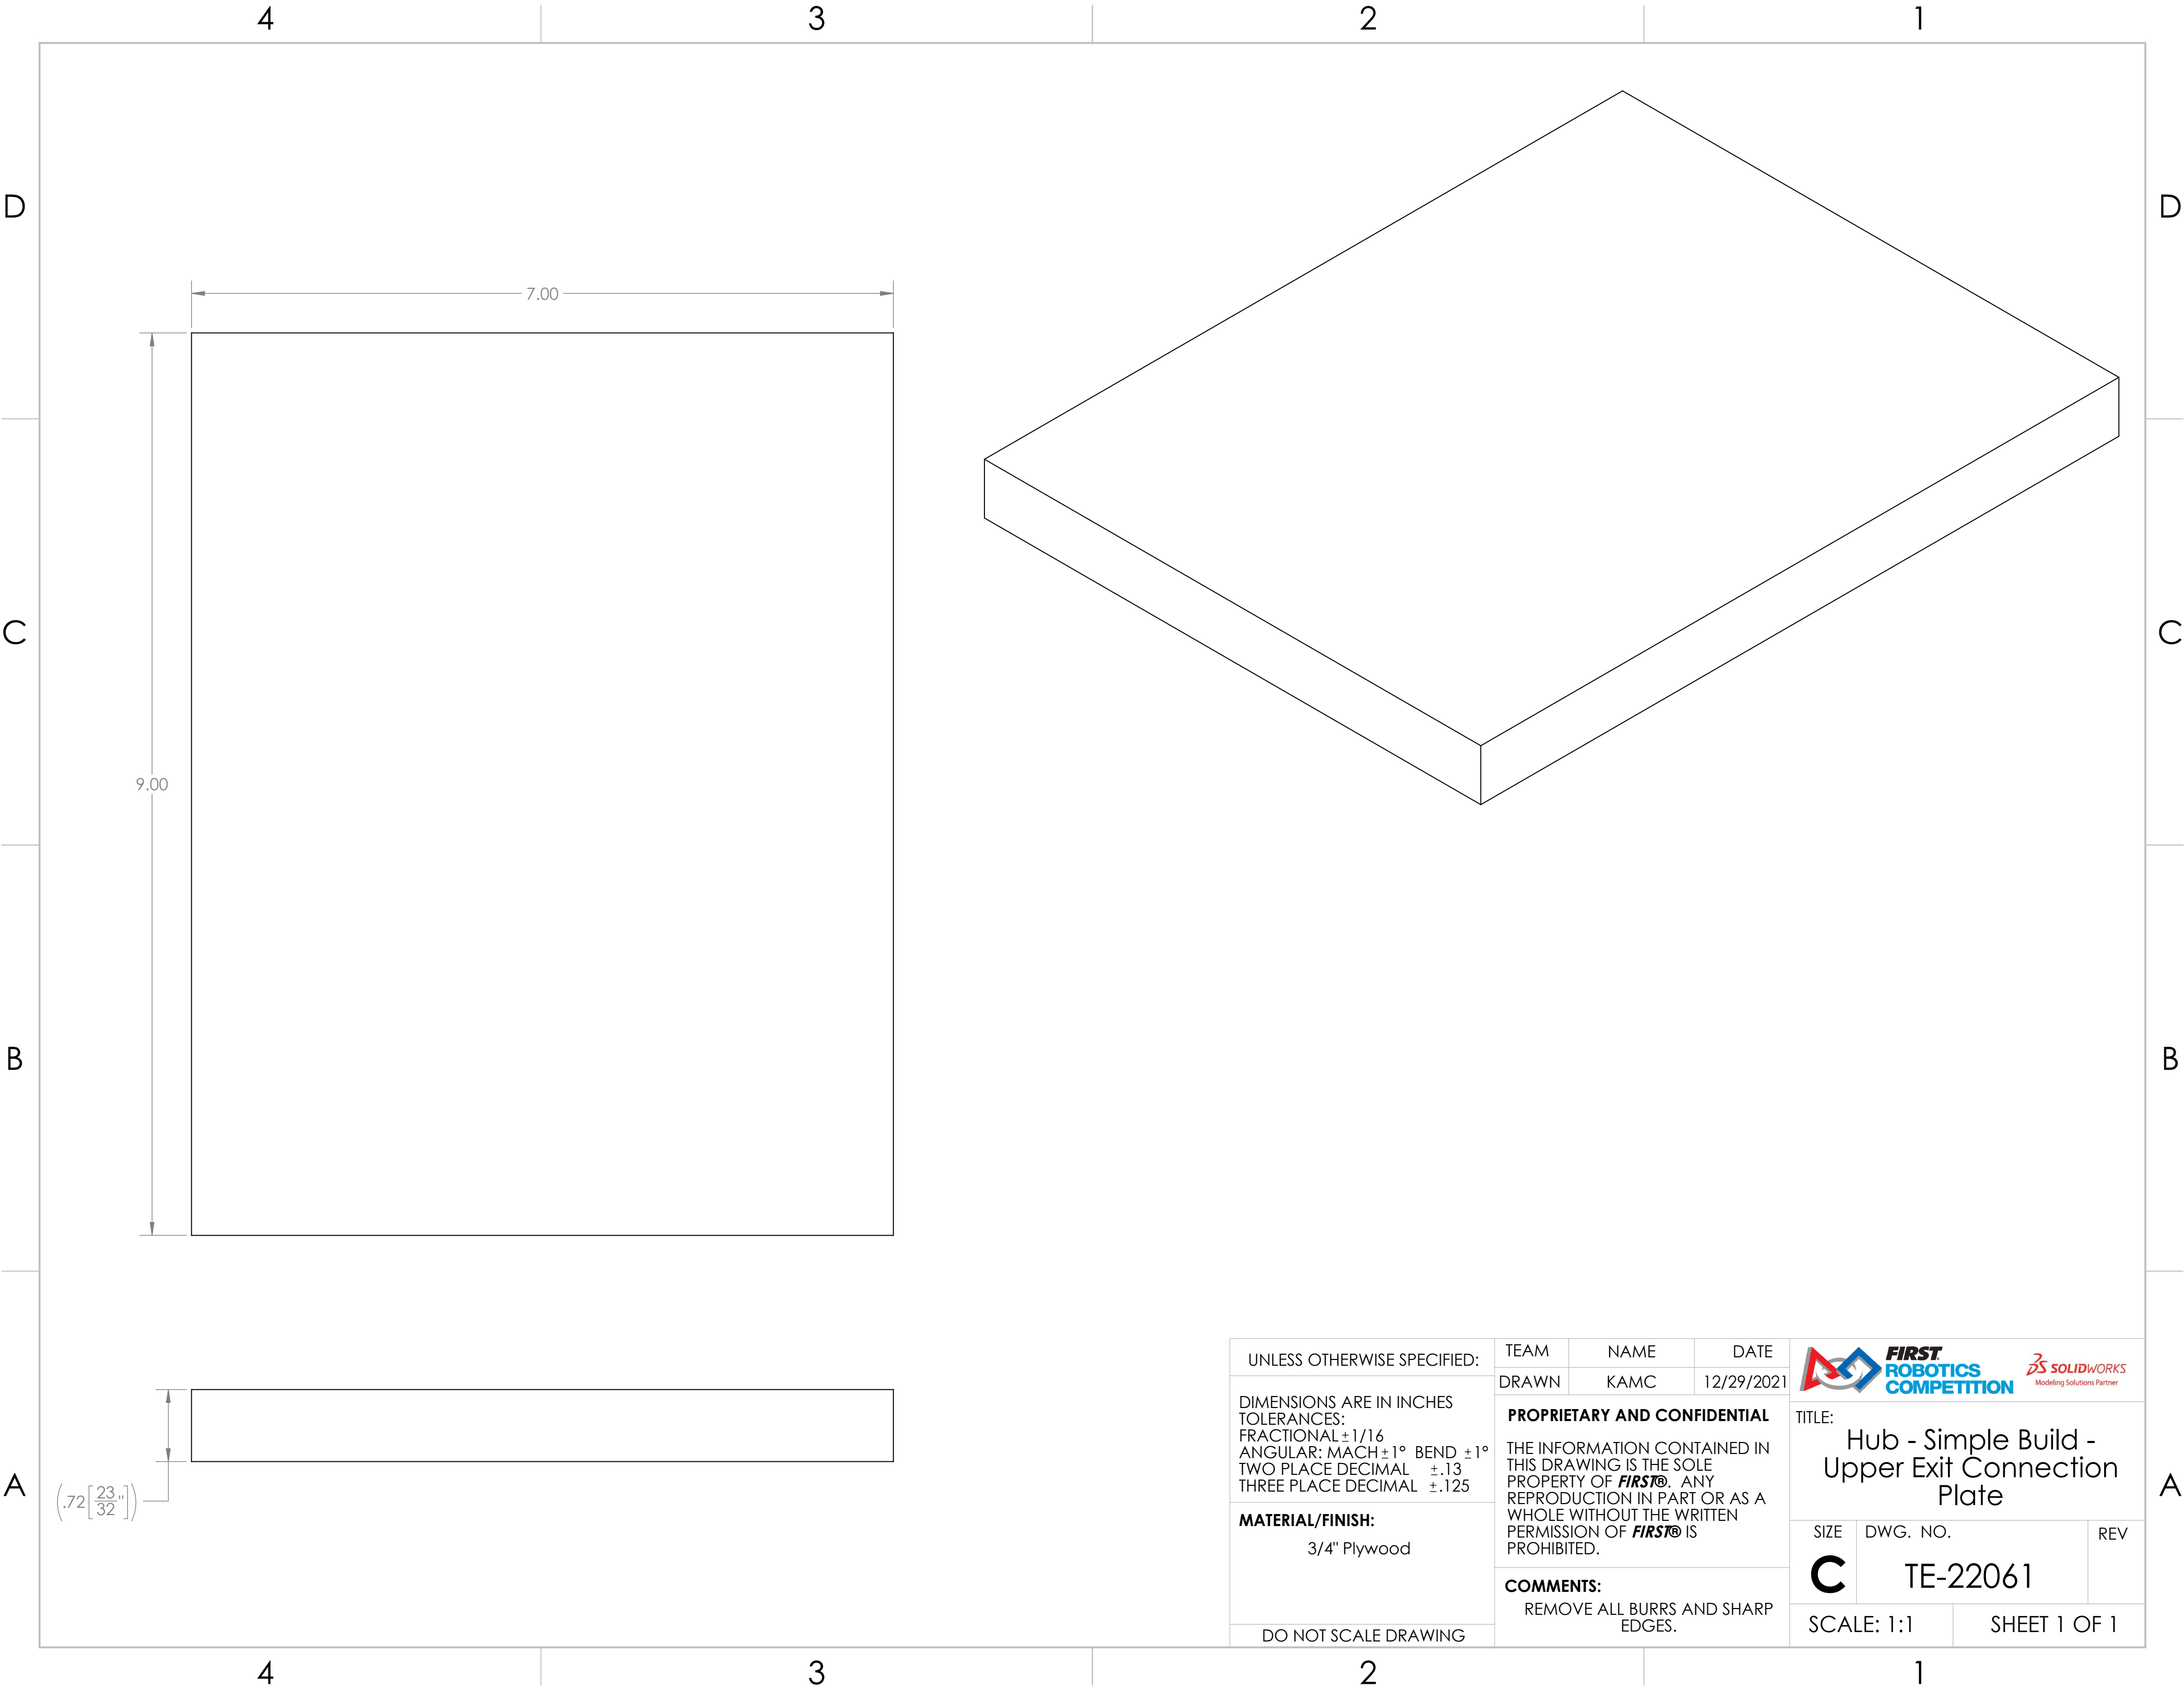 4 3 2 1
D D
7.00
C C
9.00
B B
A A
(.72[23/32"])
UNLESS OTHERWISE SPECIFIED:
DIMENSIONS ARE IN INCHES
TOLERANCES:
FRACTIONAL ±1/16
ANGULAR: MACH ±1° BEND ±1°
TWO PLACE DECIMAL ±.13
THREE PLACE DECIMAL ±.125
MATERIAL/FINISH:
3/4" Plywood
DO NOT SCALE DRAWING
TEAM NAME DATE
DRAWN KAMC 12/29/2021
PROPRIETARY AND CONFIDENTIAL
THE INFORMATION CONTAINED IN
THIS DRAWING IS THE SOLE
PROPERTY OF FIRST®. ANY
REPRODUCTION IN PART OR AS A
WHOLE WITHOUT THE WRITTEN
PERMISSION OF FIRST® IS
PROHIBITED.
COMMENTS:
REMOVE ALL BURRS AND SHARP
EDGES.
FIRST
ROBOTICS
COMPETITION
SOLIDWORKS
Modeling Solutions Partner
TITLE:
Hub - Simple Build -
Upper Exit Connection
Plate
SIZE DWG. NO. REV
C TE-22061
SCALE: 1:1 SHEET 1 OF 1
4 3 2 1